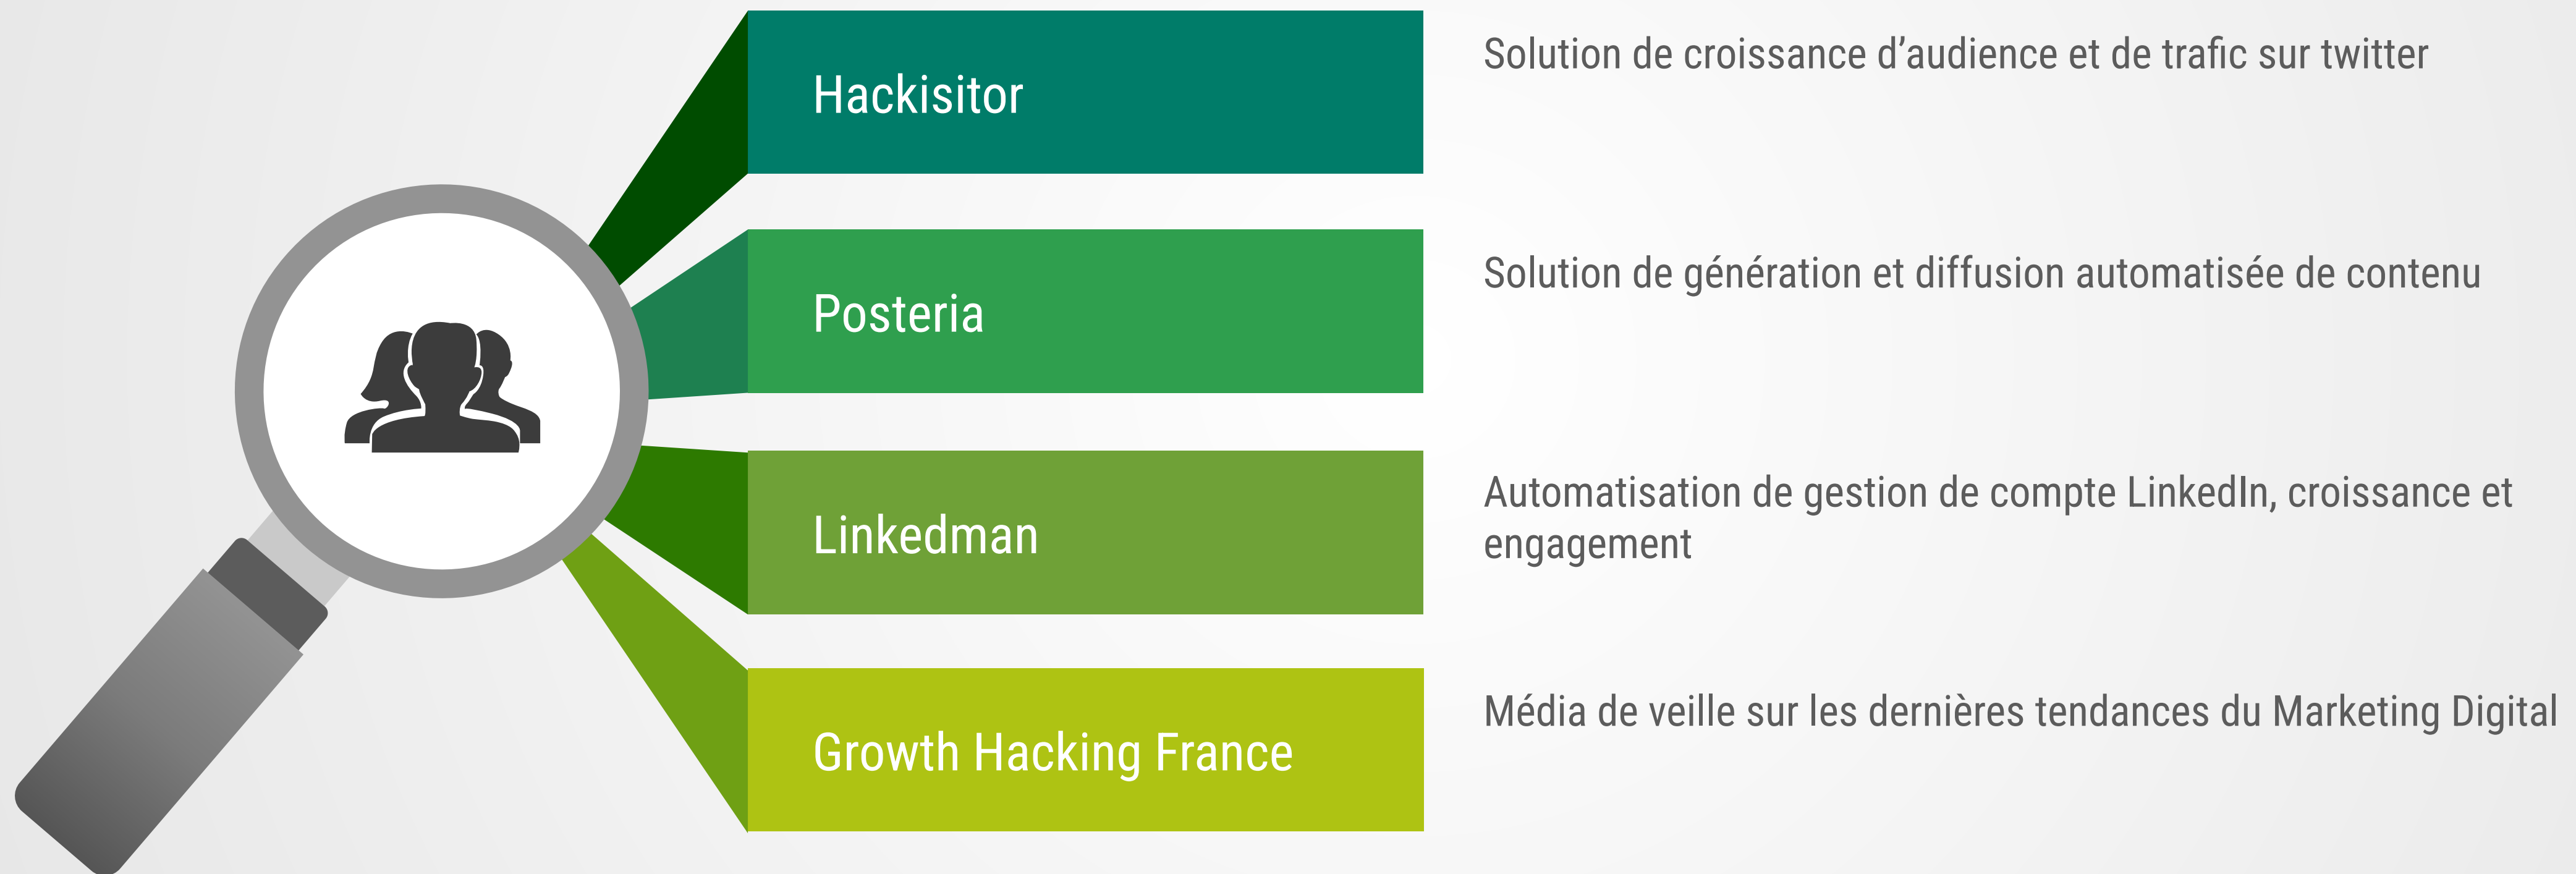 Hackisitor
Solution de croissance d’audience et de trafic sur twitter
Posteria
Solution de génération et diffusion automatisée de contenu
Linkedman
Automatisation de gestion de compte LinkedIn, croissance et
engagement
Growth Hacking France
Média de veille sur les dernières tendances du Marketing Digital